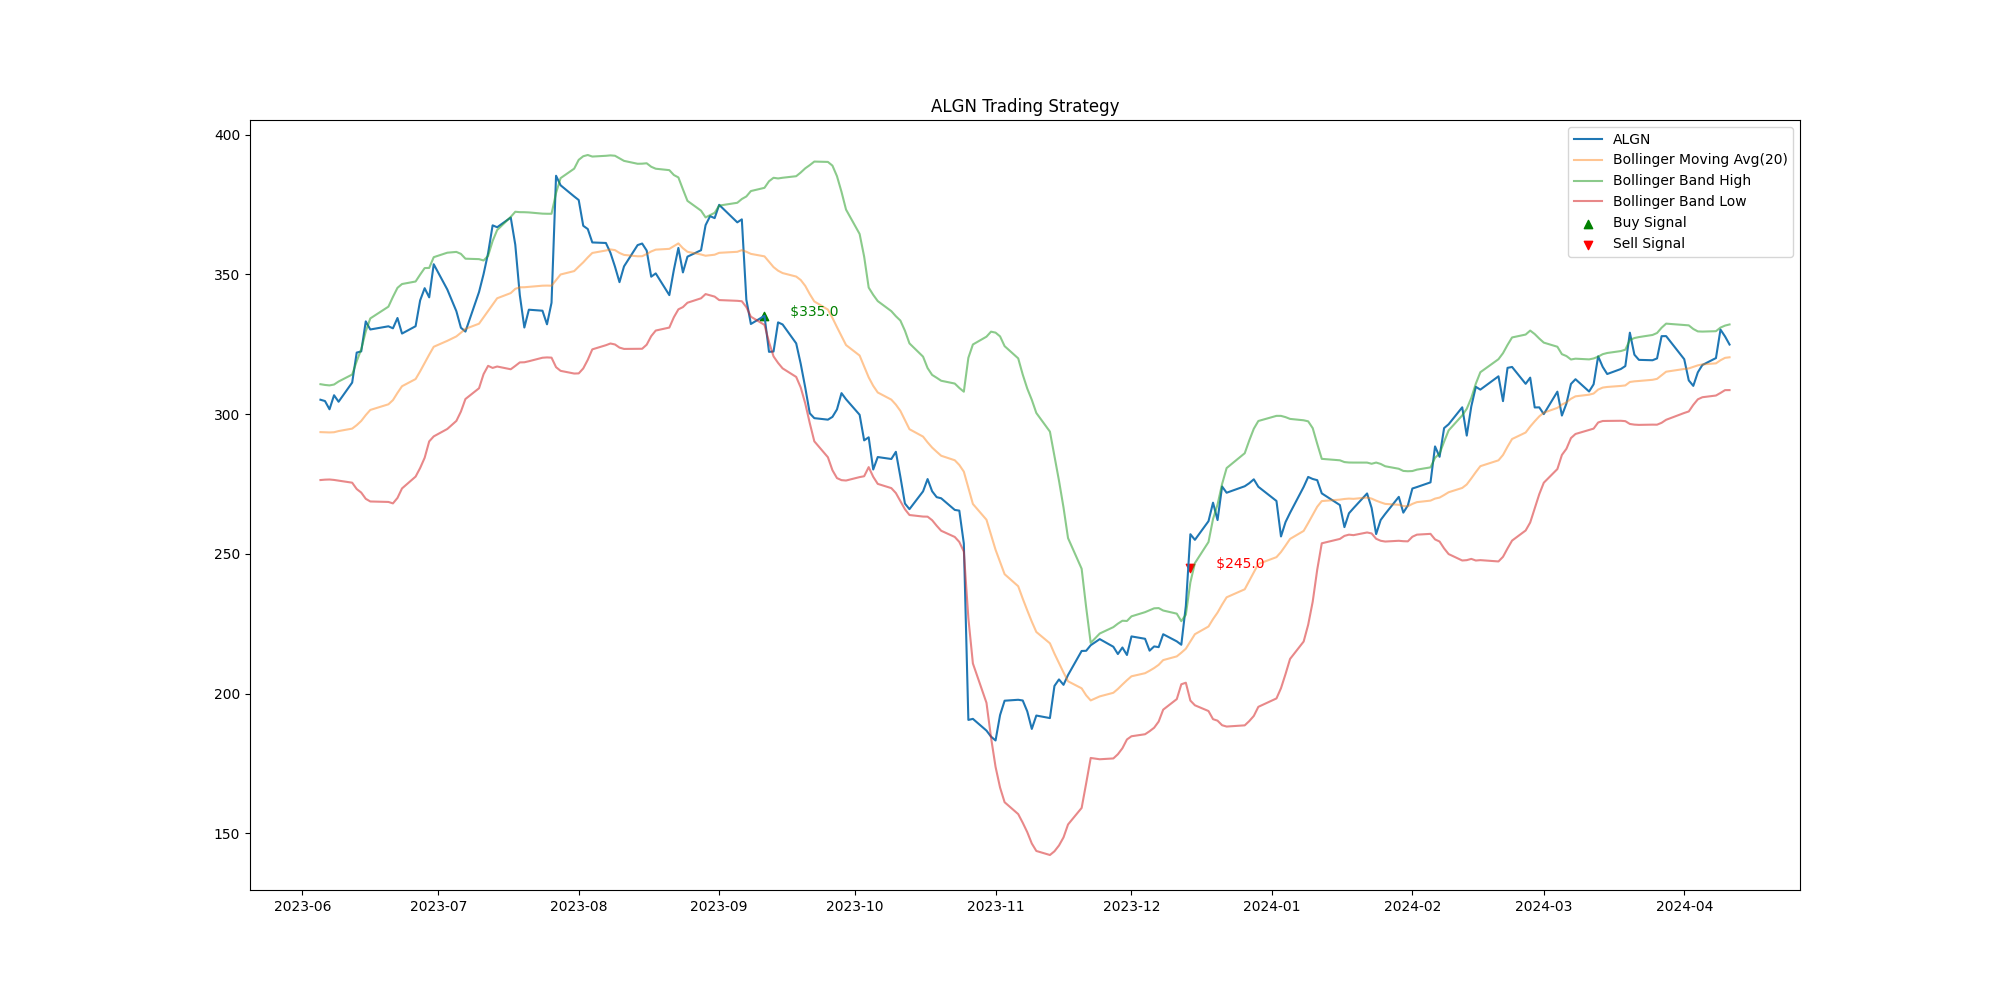 ALGN Trading Strategy
400
350
300
250
200
150
ALGN
Bollinger Moving Avg(20)
Bollinger Band High
Bollinger Band Low
Buy Signal
Sell Signal
$335.0
$245.0
2023-06 2023-07 2023-08 2023-09 2023-10 2023-11 2023-12 2024-01 2024-02 2024-03 2024-04